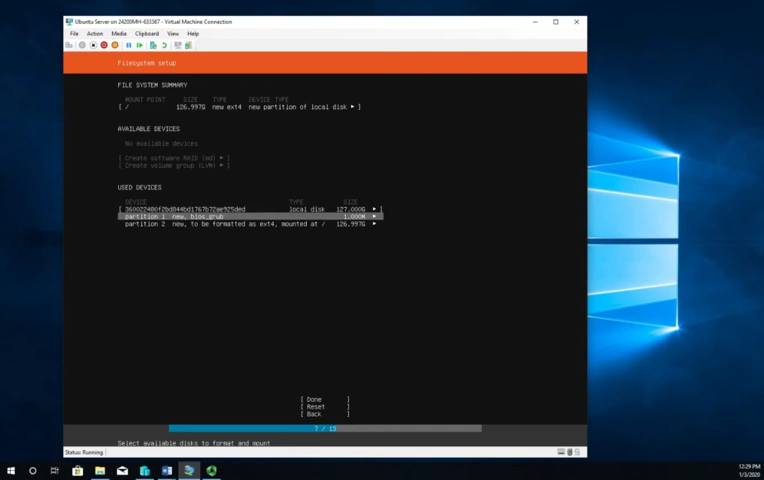 Ubuntu Server on 24200MH-633367 - Virtual Machine Connection
File Action Media Clipboard View Help
Filesystem setup
FILE SYSTEM SUMMARY
MOUNT POINT SIZE TYPE DEVICE TYPE
[ / 126.997G new ext4 new partition of local disk ▸ ]
AVAILABLE DEVICES
No available devices
[ Create software RAID (md) ▸ ]
[ Create volume group (LVM) ▸ ]
USED DEVICES
DEVICE TYPE SIZE
local disk 127.000G ▸ ]
partition 1 new, bios_grub 1.000M ▸
partition 2 new, to be formatted as ext4, mounted at / 126.997G ▸
[ Done ]
[ Reset ]
[ Back ]
7 / 13
Select available disks to format and mount
Status: Running
12:29 PM
1/3/2020